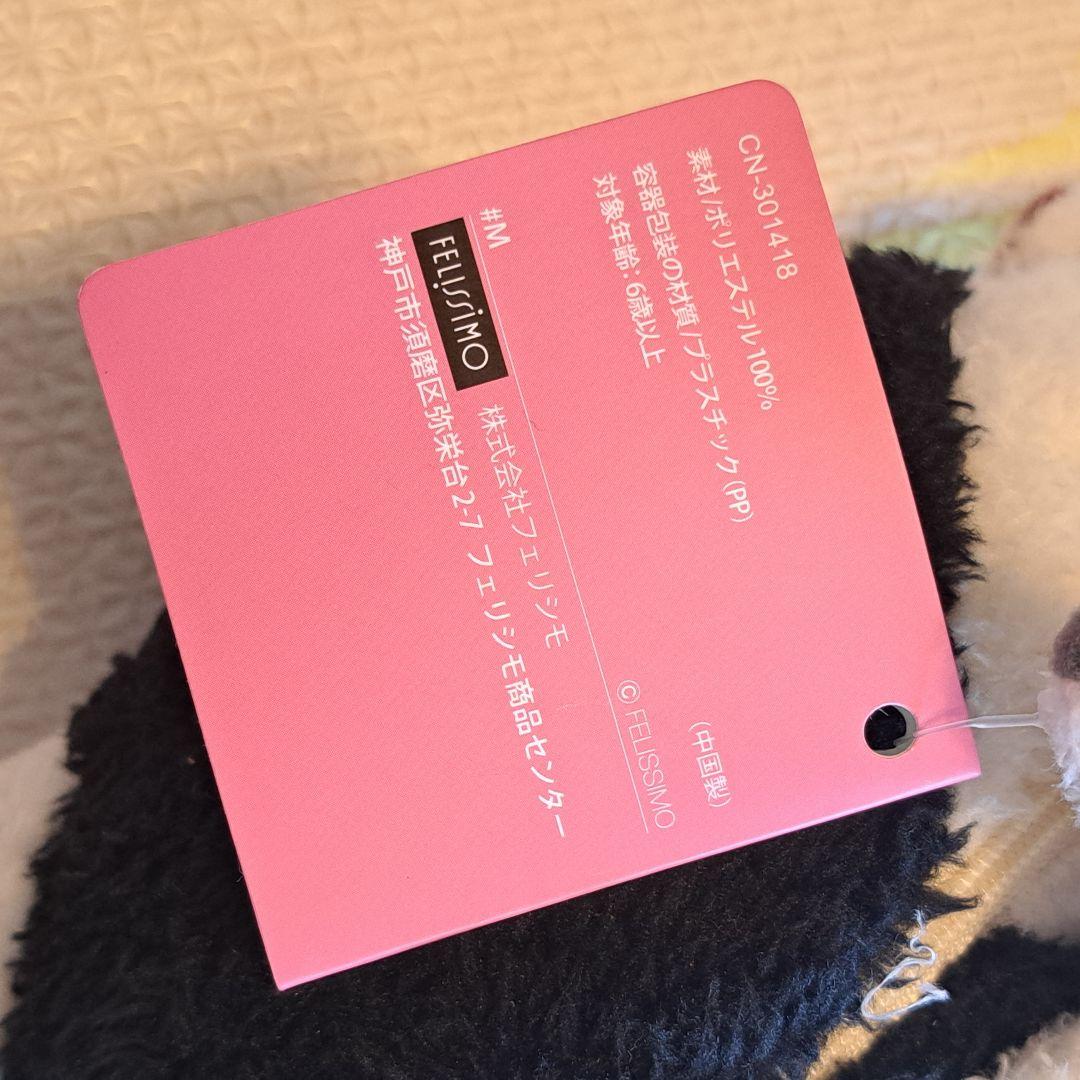 CN-301418
素材/ポリエステル100%
容器包装の材質/プラスチック(PP)
対象年齢:6歳以上
(中国製)
© FELISSIMO
#M
FELISSIMO 株式会社フェリシモ
神戸市須磨区弥栄台2-7 フェリシモ商品センター